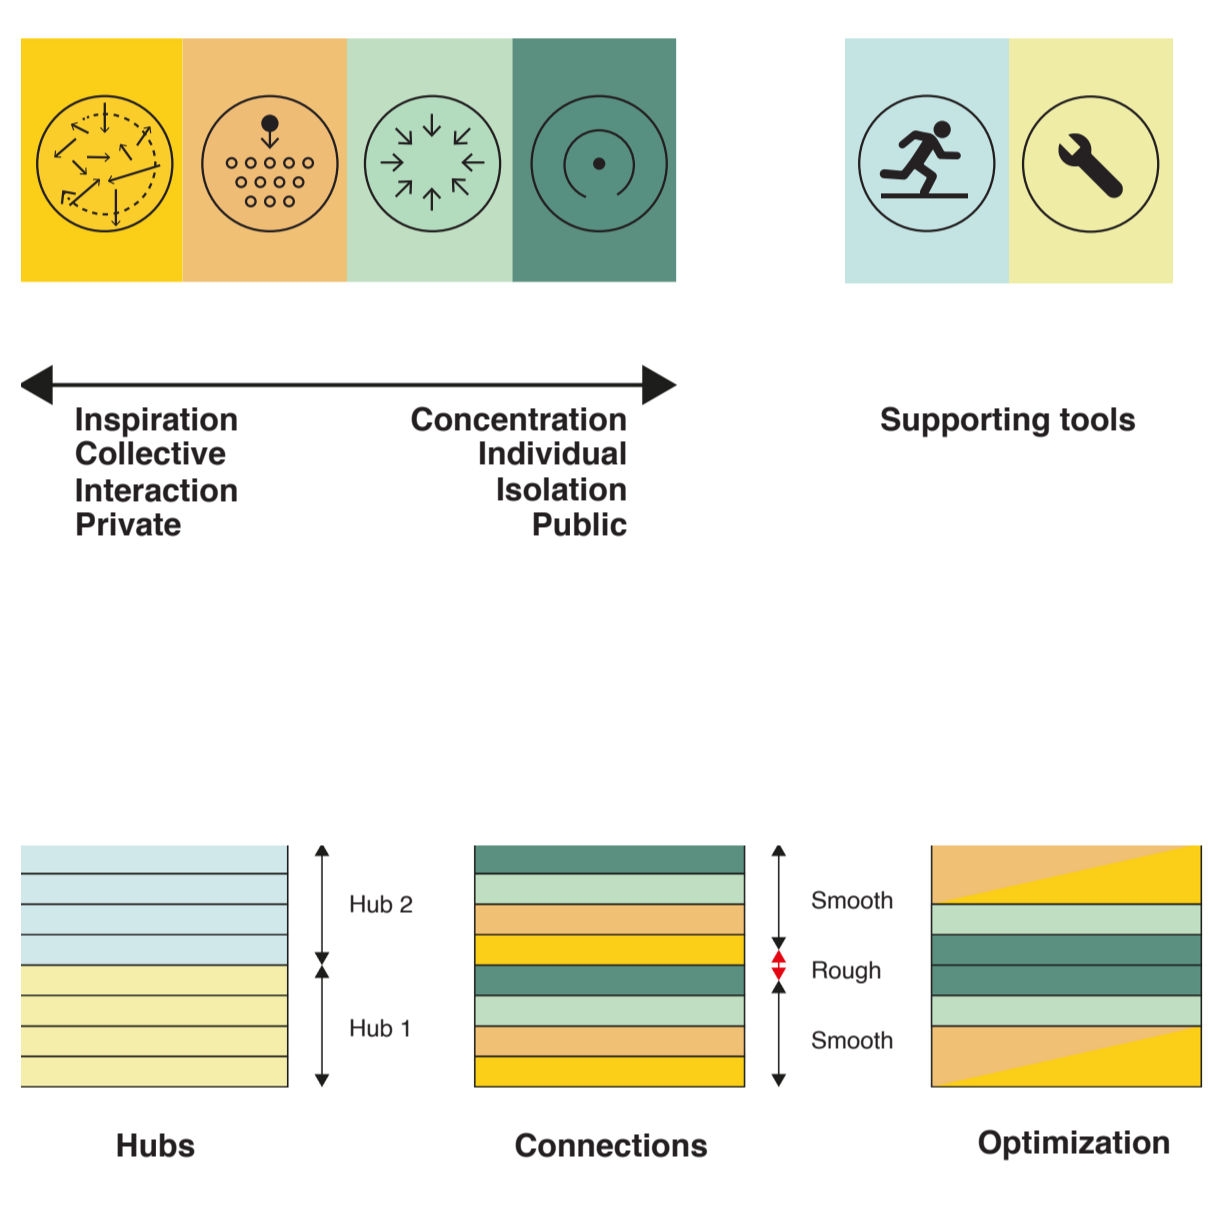 Inspiration
Collective
Interaction
Private
Concentration
Individual
Isolation
Public
Supporting tools
Hub 2
Hub 1
Hubs
Smooth
Rough
Smooth
Connections
Optimization